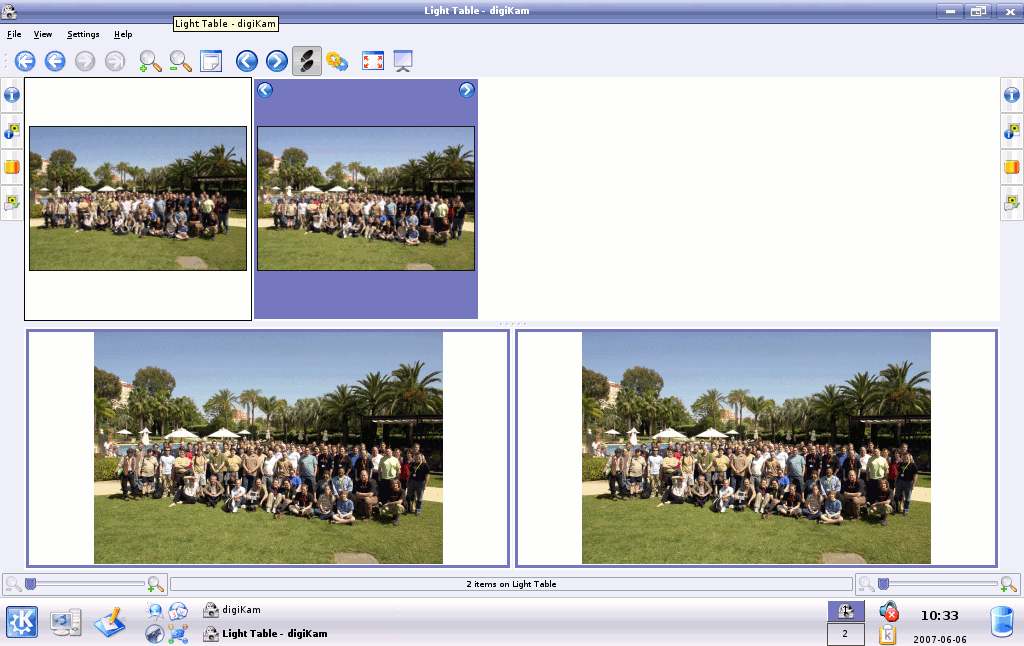 Light Table - digiKam
Light Table - digiKam
File View Settings Help
2 items on Light Table
digiKam
Light Table - digiKam
1
2
10:33
2007-06-06